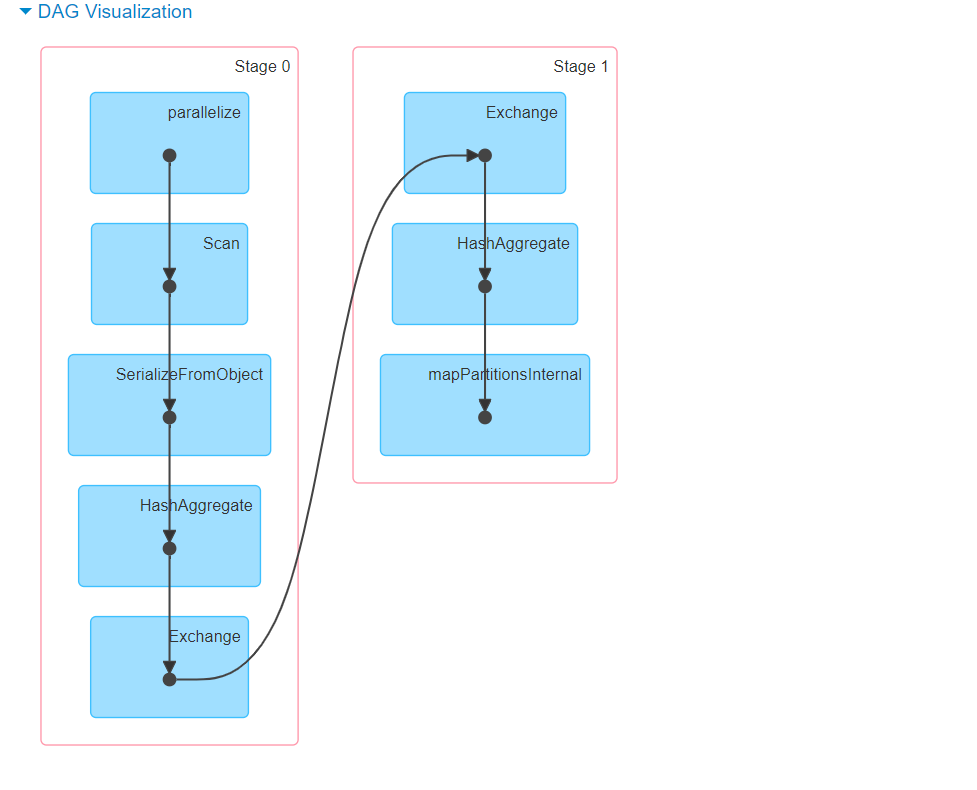 DAG Visualization
Stage 0
parallelize
Scan
SerializeFromObject
HashAggregate
Exchange
Stage 1
Exchange
HashAggregate
mapPartitionsInternal